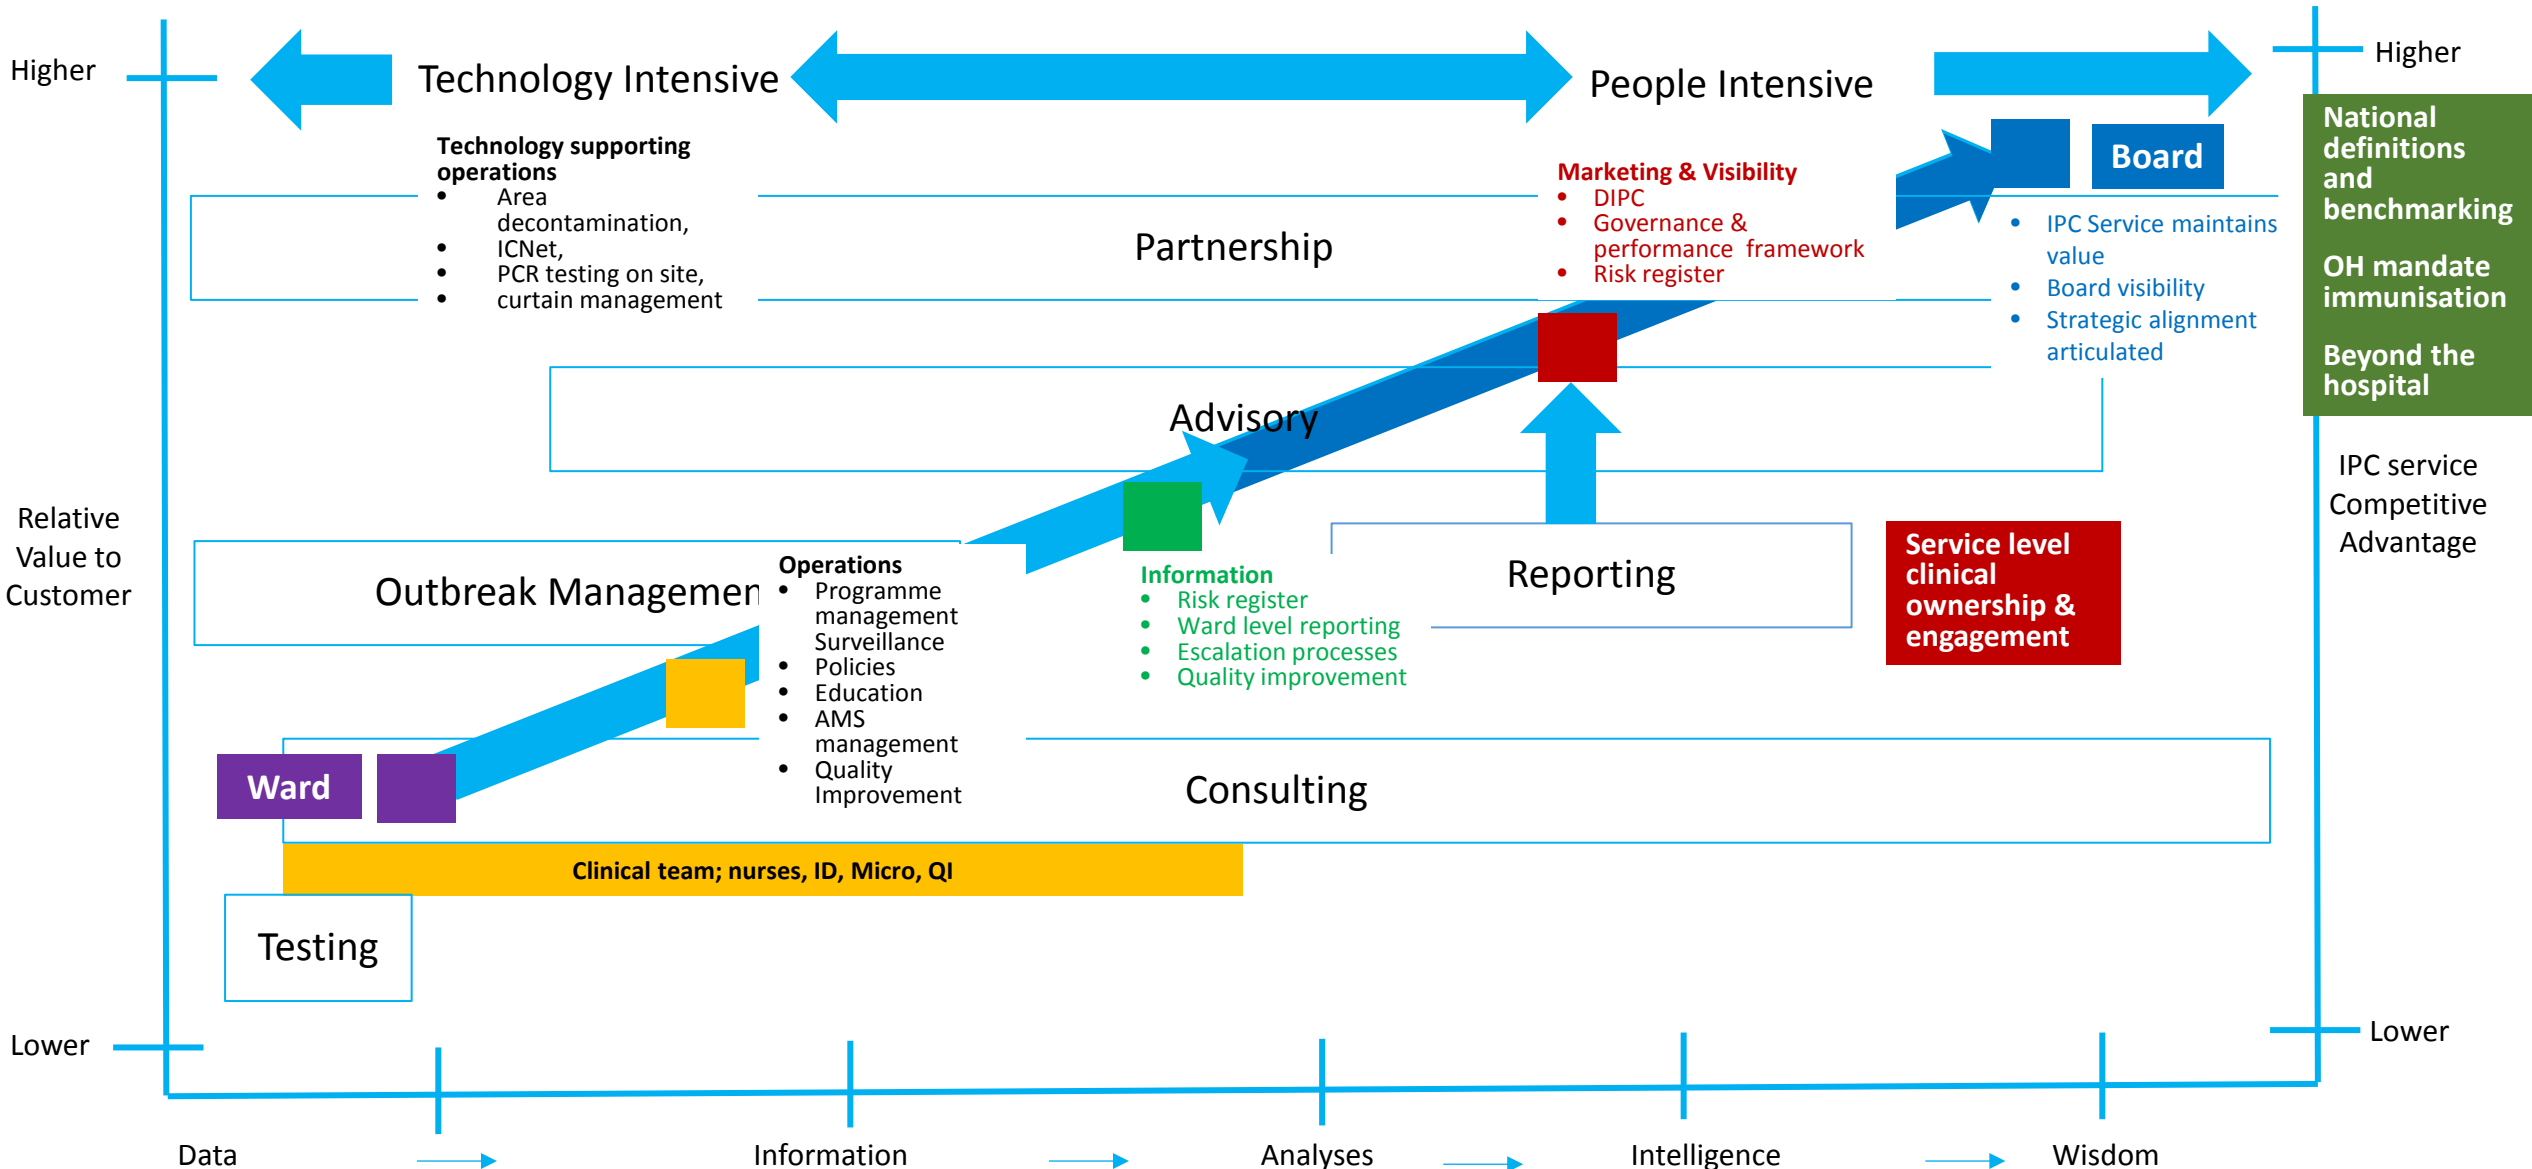 Higher
Technology Intensive
People Intensive
Higher
Technology supporting
operations
• Area
decontamination,
• ICNet,
• PCR testing on site,
• curtain management
Partnership
Marketing & Visibility
• DIPC
• Governance &
performance framework
• Risk register
Board
• IPC Service maintains
value
• Board visibility
• Strategic alignment
articulated
National
definitions
and
benchmarking
OH mandate
immunisation
Beyond the
hospital
Advisory
Relative
Value to
Customer
IPC service
Competitive
Advantage
Outbreak Managemen
Operations
• Programme
management
Surveillance
• Policies
• Education
• AMS
management
• Quality
Improvement
Information
• Risk register
• Ward level reporting
• Escalation processes
• Quality improvement
Reporting
Service level
clinical
ownership &
engagement
Ward
Consulting
Clinical team; nurses, ID, Micro, QI
Testing
Lower
Lower
Data
Information
Analyses
Intelligence
Wisdom